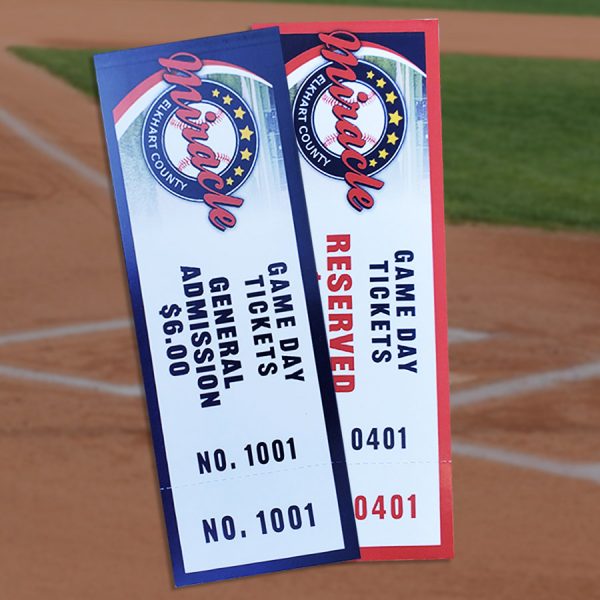 Miracle
ELKHART COUNTY
GAME DAY
TICKETS
GENERAL
ADMISSION
$6.00
NO. 1001
NO. 1001
Miracle
ELKHART COUNTY
GAME DAY
TICKETS
RESERVED
0401
0401